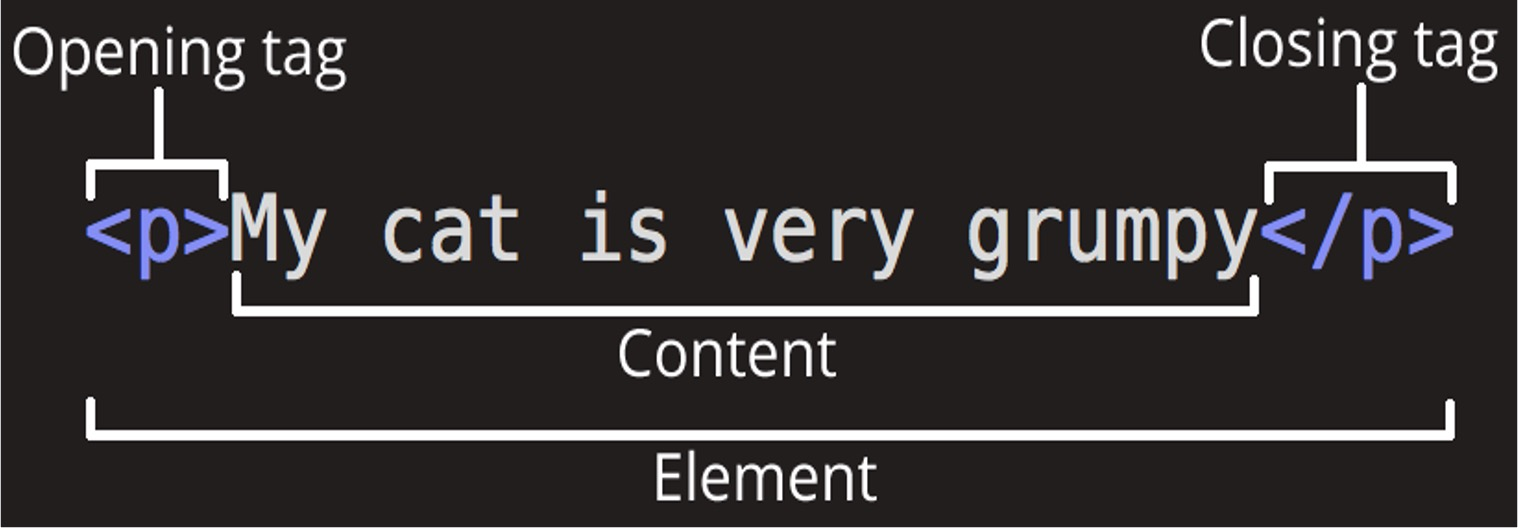 Opening tag
Closing tag
<p>My cat is very grumpy</p>
Content
Element